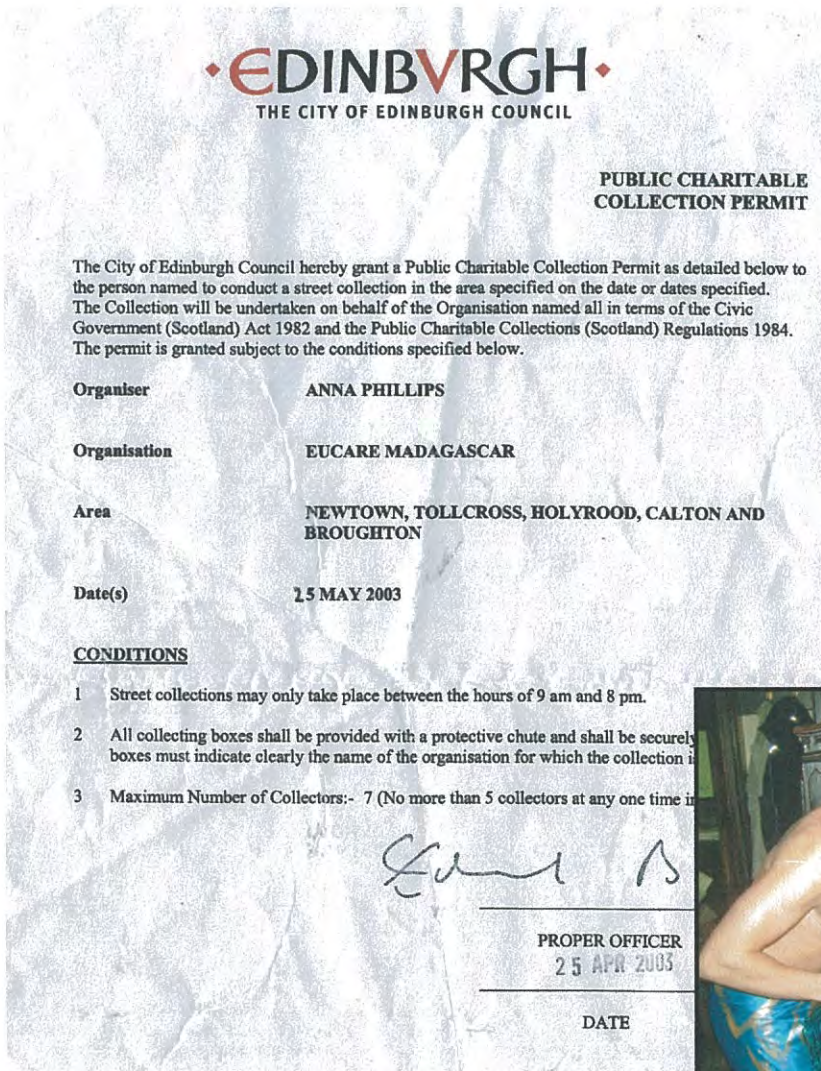 EDINBVRGH
THE CITY OF EDINBURGH COUNCIL
PUBLIC CHARITABLE
COLLECTION PERMIT
The City of Edinburgh Council hereby grant a Public Charitable Collection Permit as detailed below to
the person named to conduct a street collection in the area specified on the date or dates specified.
The Collection will be undertaken on behalf of the Organisation named all in terms of the Civic
Government (Scotland) Act 1982 and the Public Charitable Collections (Scotland) Regulations 1984.
The permit is granted subject to the conditions specified below.
Organiser ANNA PHILLIPS
Organisation EUCARE MADAGASCAR
Area NEWTOWN, TOLLCROSS, HOLYROOD, CALTON AND
BROUGHTON
Date(s) 25 MAY 2003
CONDITIONS
1 Street collections may only take place between the hours of 9 am and 8 pm.
2 All collecting boxes shall be provided with a protective chute and shall be securely
boxes must indicate clearly the name of the organisation for which the collection
3 Maximum Number of Collectors:- 7 (No more than 5 collectors at any one time
PROPER OFFICER
25 APR 2003
DATE